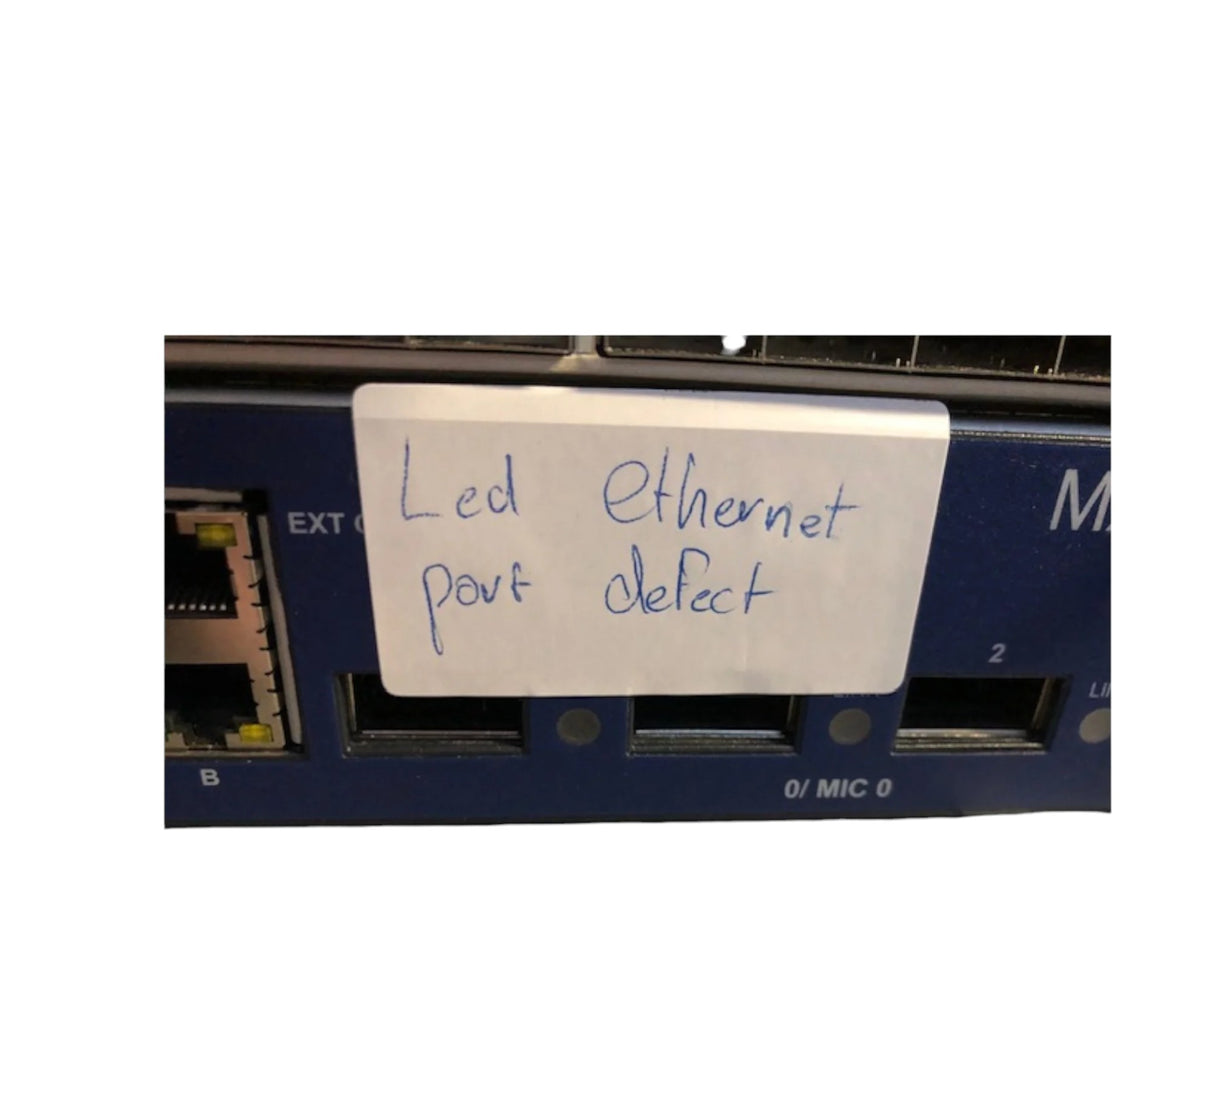 Led ethernet
port defect
EXT
2
0/ MIC 0
B